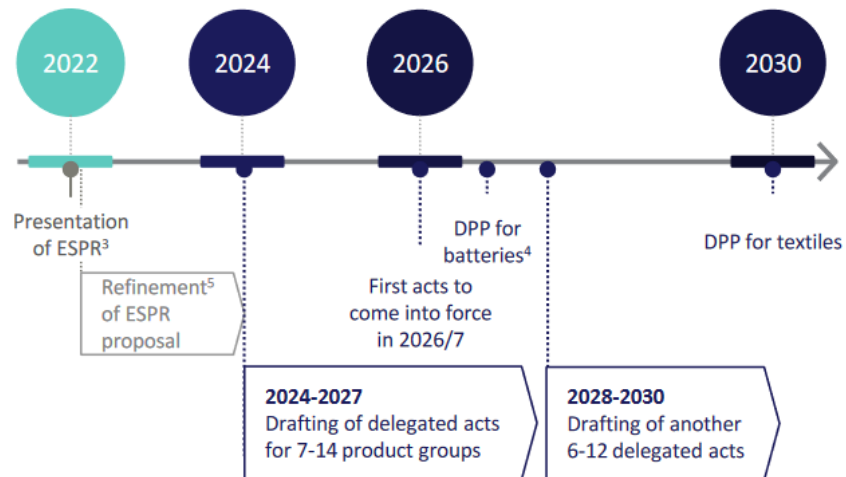 2022
2024
2026
2030
Presentation
of ESPR³
Refinement⁵
of ESPR
proposal
First acts to
come into force
in 2026/7
DPP for
batteries⁴
DPP for textiles
2024-2027
Drafting of delegated acts
for 7-14 product groups
2028-2030
Drafting of another
6-12 delegated acts